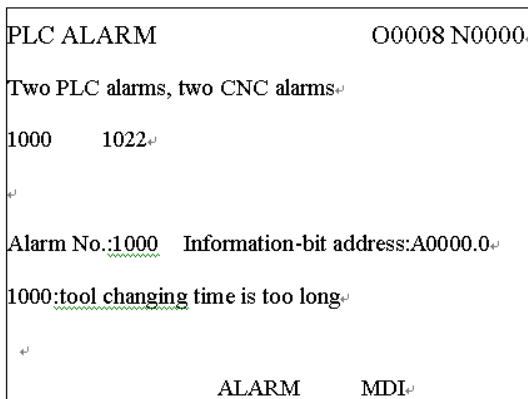 PLC ALARM O0008 N0000
Two PLC alarms, two CNC alarms
1000 1022
Alarm No.:1000 Information-bit address:A0000.0
1000:tool changing time is too long
ALARM MDI